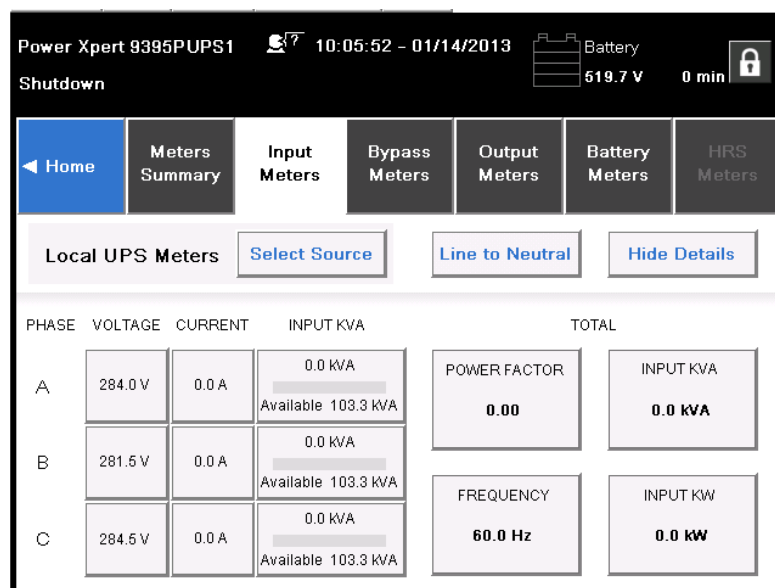 Power Xpert 9395PUPS1 ? 10:05:52 - 01/14/2013 Battery
Shutdown 519.7 V 0 min
◀ Home
Meters Summary
Input Meters
Bypass Meters
Output Meters
Battery Meters
HRS Meters
Local UPS Meters Select Source Line to Neutral Hide Details
PHASE VOLTAGE CURRENT INPUT KVA TOTAL
A 284.0 V 0.0 A 0.0 kVA
Available 103.3 kVA
B 281.5 V 0.0 A 0.0 kVA
Available 103.3 kVA
C 284.5 V 0.0 A 0.0 kVA
Available 103.3 kVA
POWER FACTOR
0.00
INPUT KVA
0.0 kVA
FREQUENCY
60.0 Hz
INPUT KW
0.0 kW